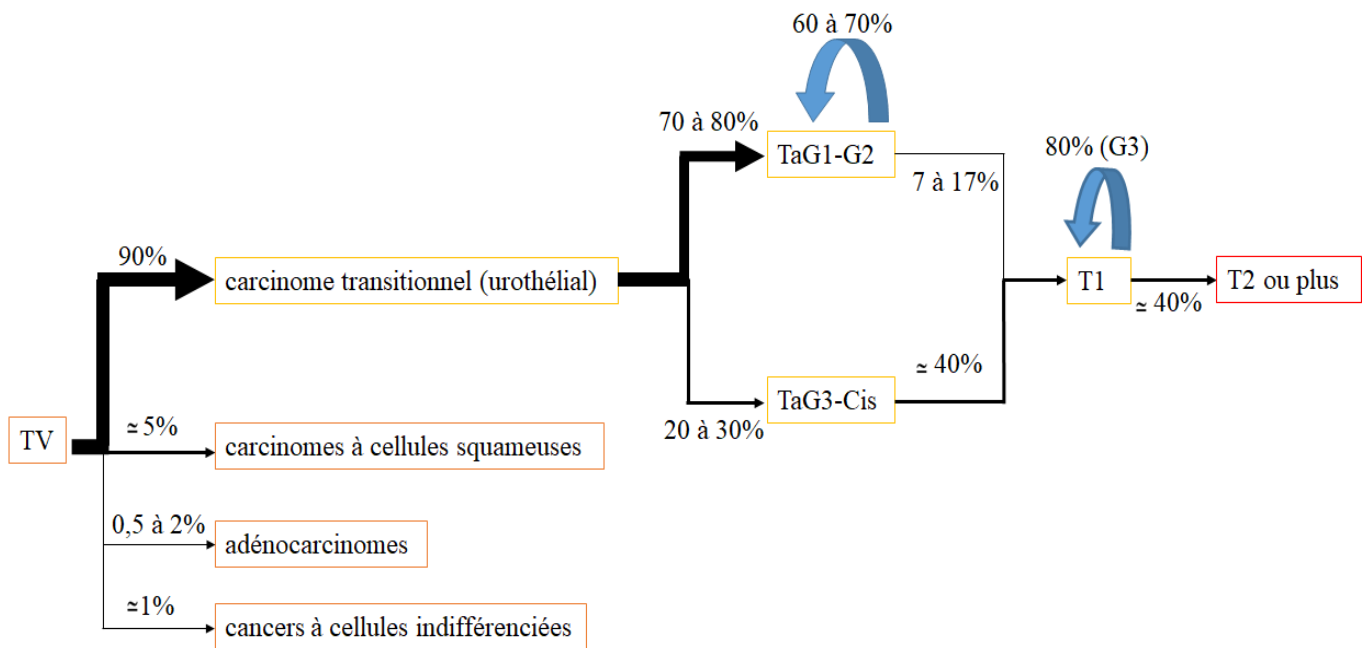 60 à 70%
70 à 80%
TaG1-G2
7 à 17%
80% (G3)
90%
carcinome transitionnel (urothélial)
T1
≃ 40%
T2 ou plus
≃ 40%
TaG3-Cis
20 à 30%
TV
≃ 5%
carcinomes à cellules squameuses
0,5 à 2%
adénocarcinomes
≃1%
cancers à cellules indifférenciées